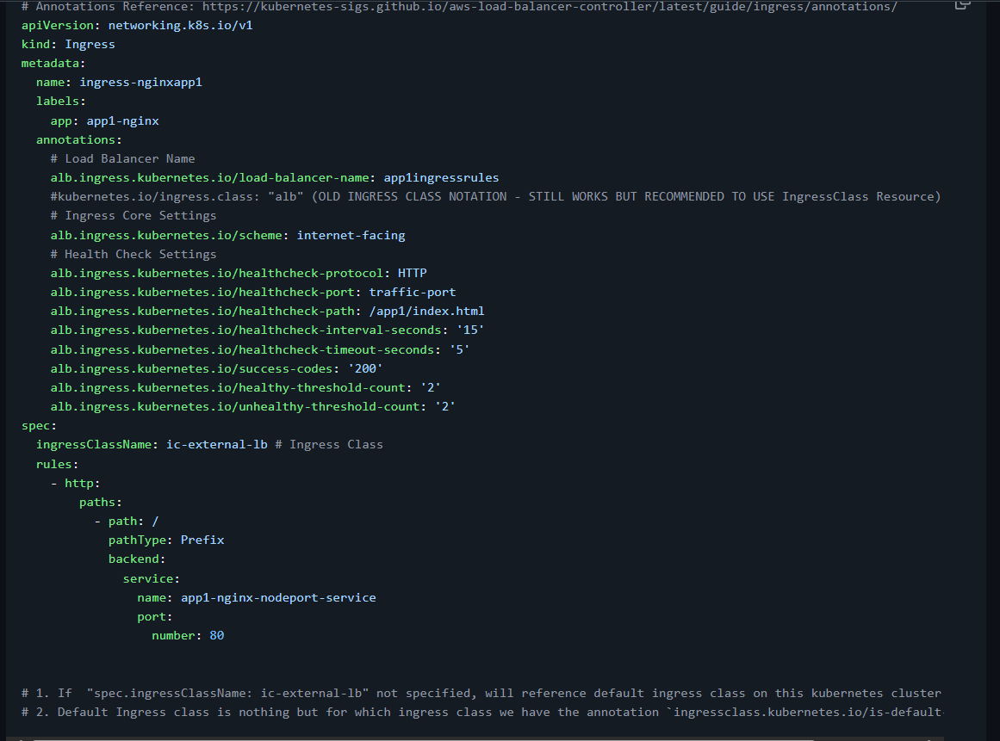 # Annotations Reference: https://kubernetes-sigs.github.io/aws-load-balancer-controller/latest/guide/ingress/annotations/
apiVersion: networking.k8s.io/v1
kind: Ingress
metadata:
  name: ingress-nginxapp1
  labels:
    app: app1-nginx
  annotations:
    # Load Balancer Name
    alb.ingress.kubernetes.io/load-balancer-name: app1ingressrules
    #kubernetes.io/ingress.class: "alb" (OLD INGRESS CLASS NOTATION - STILL WORKS BUT RECOMMENDED TO USE IngressClass Resource)
    # Ingress Core Settings
    alb.ingress.kubernetes.io/scheme: internet-facing
    # Health Check Settings
    alb.ingress.kubernetes.io/healthcheck-protocol: HTTP
    alb.ingress.kubernetes.io/healthcheck-port: traffic-port
    alb.ingress.kubernetes.io/healthcheck-path: /app1/index.html
    alb.ingress.kubernetes.io/healthcheck-interval-seconds: '15'
    alb.ingress.kubernetes.io/healthcheck-timeout-seconds: '5'
    alb.ingress.kubernetes.io/success-codes: '200'
    alb.ingress.kubernetes.io/healthy-threshold-count: '2'
    alb.ingress.kubernetes.io/unhealthy-threshold-count: '2'
spec:
  ingressClassName: ic-external-lb # Ingress Class
  rules:
    - http:
        paths:
          - path: /
            pathType: Prefix
            backend:
              service:
                name: app1-nginx-nodeport-service
                port:
                  number: 80
# 1. If  "spec.ingressClassName: ic-external-lb" not specified, will reference default ingress class on this kubernetes cluster
# 2. Default Ingress class is nothing but for which ingress class we have the annotation `ingressclass.kubernetes.io/is-default-